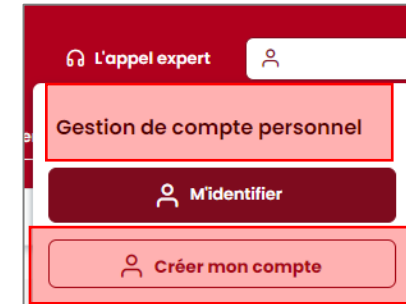 L'appel expert
Gestion de compte personnel
M'identifier
Créer mon compte